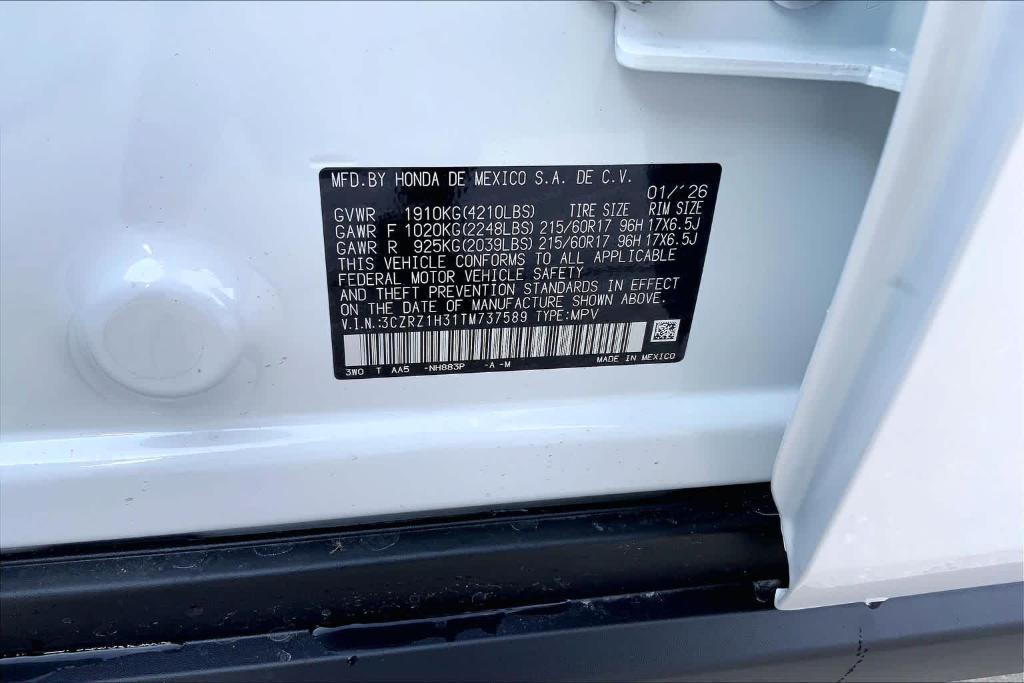 MFD.BY HONDA DE MEXICO S.A. DE C.V.
01/´26
GVWR 1910KG(4210LBS) TIRE SIZE RIM SIZE
GAWR F 1020KG(2248LBS) 215/60R17 96H 17X6.5J
GAWR R 925KG(2039LBS) 215/60R17 96H 17X6.5J
THIS VEHICLE CONFORMS TO ALL APPLICABLE
FEDERAL MOTOR VEHICLE SAFETY
AND THEFT PREVENTION STANDARDS IN EFFECT
ON THE DATE OF MANUFACTURE SHOWN ABOVE.
V.I.N.:3CZRZ1H31TM737589 TYPE:MPV
MADE IN MEXICO
3W0 T AA5 -NH883P -A -M